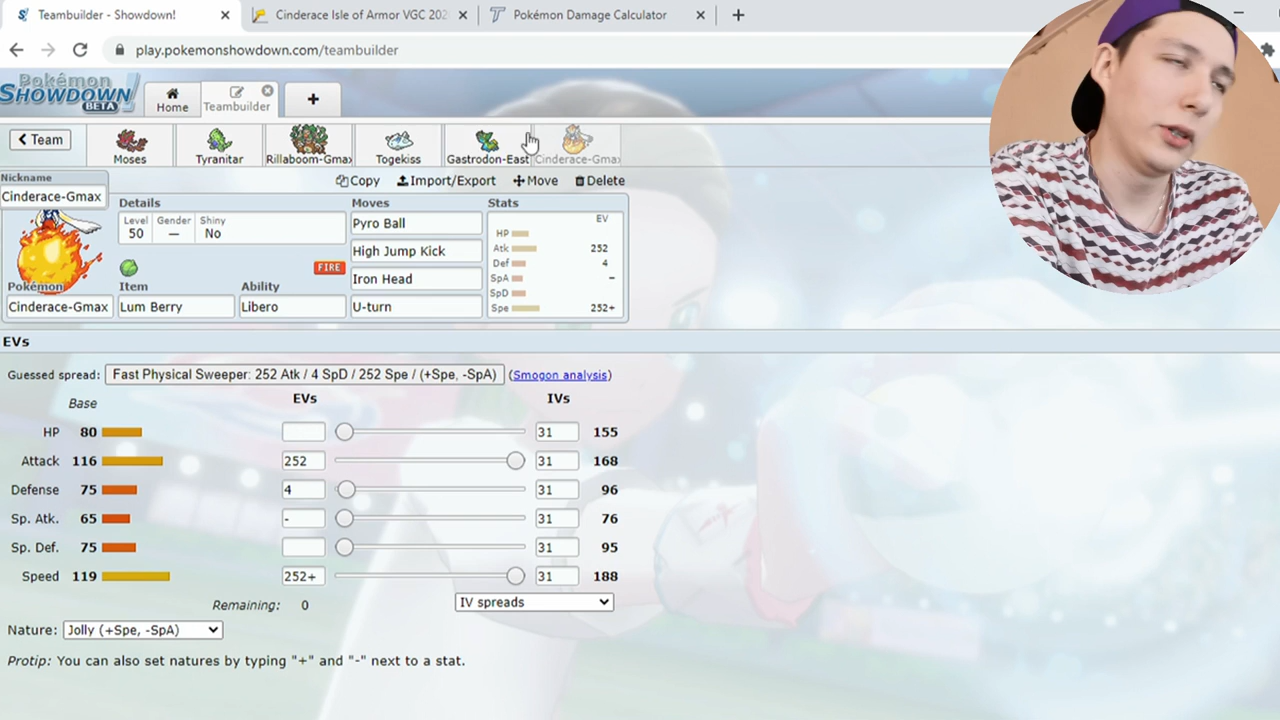 Teambuilder - Showdown!
Cinderace Isle of Armor VGC 202
Pokémon Damage Calculator
play.pokemonshowdown.com/teambuilder
Pokémon
SHOWDOWN!
BETA
Home
Teambuilder
Team
Moses
Tyranitar
Rillaboom-Gmax
Togekiss
Gastrodon-East
Cinderace-Gmax
Nickname
Cinderace-Gmax
Copy
Import/Export
Move
Delete
Details
Level
50
Gender
—
Shiny
No
FIRE
Pokémon
Cinderace-Gmax
Item
Lum Berry
Ability
Libero
Moves
Pyro Ball
High Jump Kick
Iron Head
U-turn
Stats
EV
HP
Atk 252
Def 4
SpA -
SpD
Spe 252+
EVs
Guessed spread: Fast Physical Sweeper: 252 Atk / 4 SpD / 252 Spe / (+Spe, -SpA) (Smogon analysis)
Base EVs IVs
HP 80 31 155
Attack 116 252 31 168
Defense 75 4 31 96
Sp. Atk. 65 - 31 76
Sp. Def. 75 31 95
Speed 119 252+ 31 188
Remaining: 0
IV spreads
Nature: Jolly (+Spe, -SpA)
Protip: You can also set natures by typing "+" and "-" next to a stat.